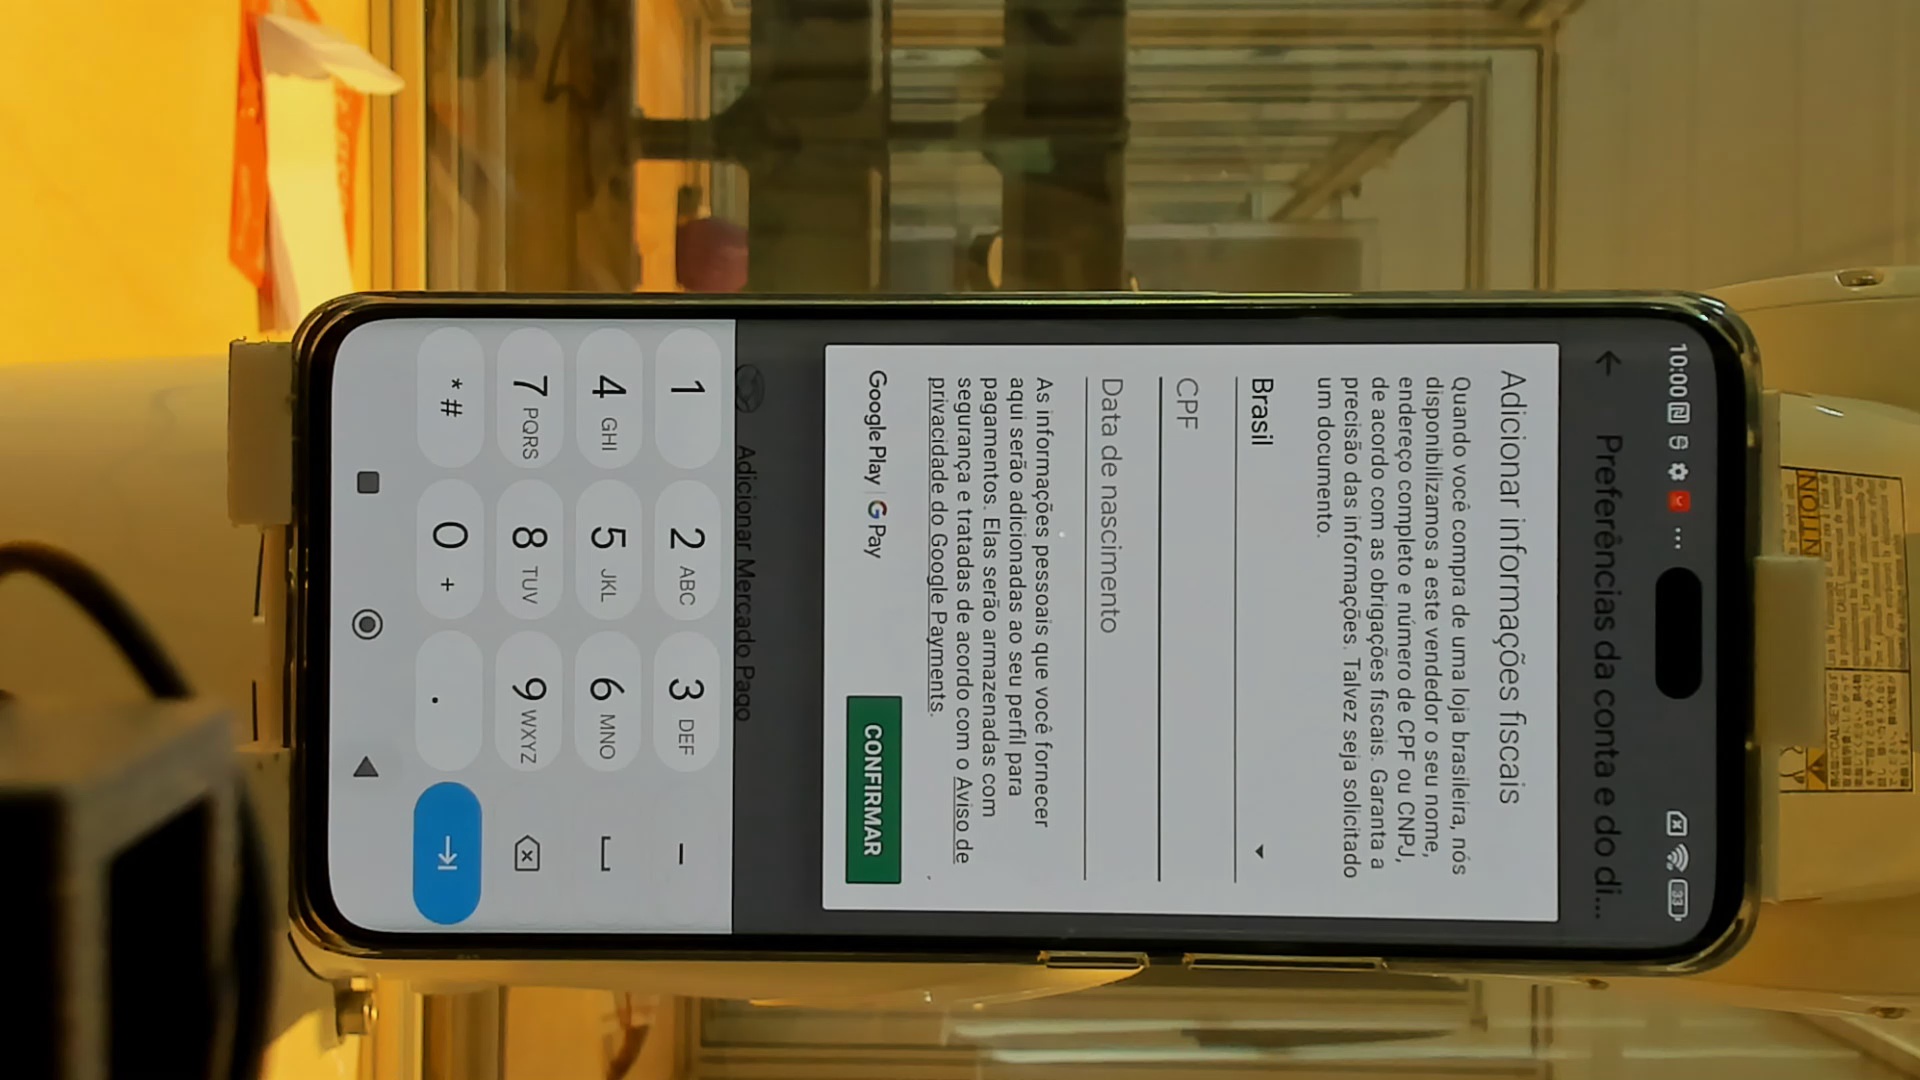 10:00
33
Preferências da conta e do di...
Adicionar informações fiscais
Quando você compra de uma loja brasileira, nós
disponibilizamos a este vendedor o seu nome,
endereço completo e número de CPF ou CNPJ,
de acordo com as obrigações fiscais. Garanta a
precisão das informações. Talvez seja solicitado
um documento.
Brasil
CPF
Data de nascimento
As informações pessoais que você fornecer
aqui serão adicionadas ao seu perfil para
pagamentos. Elas serão armazenadas com
segurança e tratadas de acordo com o Aviso de
privacidade do Google Payments.
Google Play | G Pay
CONFIRMAR
Adicionar Mercado Pago
1 2 ABC 3 DEF -
4 GHI 5 JKL 6 MNO
7 PQRS 8 TUV 9 WXYZ
*# 0 + .